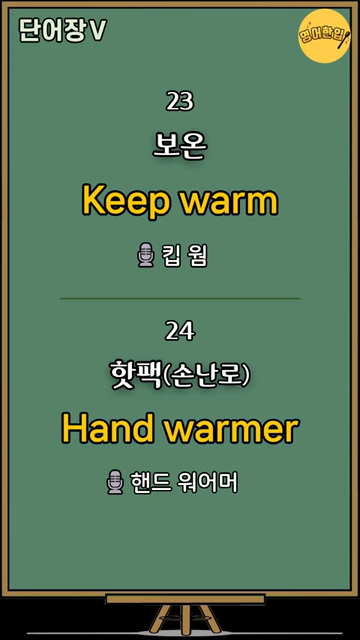 단어장 V
영어한입
23
보온
Keep warm
킵 웜
24
핫팩(손난로)
Hand warmer
핸드 워어머